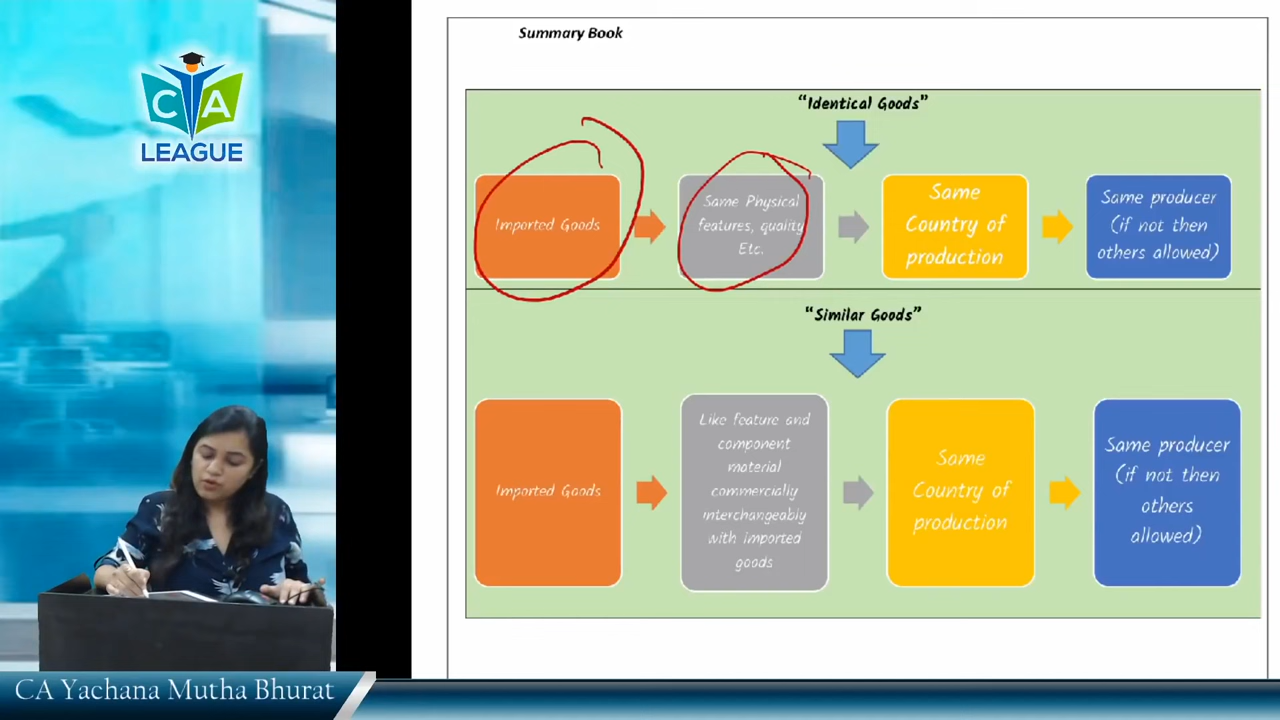 Summary Book
CA
LEAGUE
"Identical Goods"
Imported Goods
Same Physical
features, quality
Etc.
Same
Country of
production
Same producer
(if not then
others allowed)
"Similar Goods"
Imported Goods
Like feature and
component
material
commercially
interchangeably
with imported
goods
Same
Country of
production
Same producer
(if not then
others
allowed)
CA Yachana Mutha Bhurat